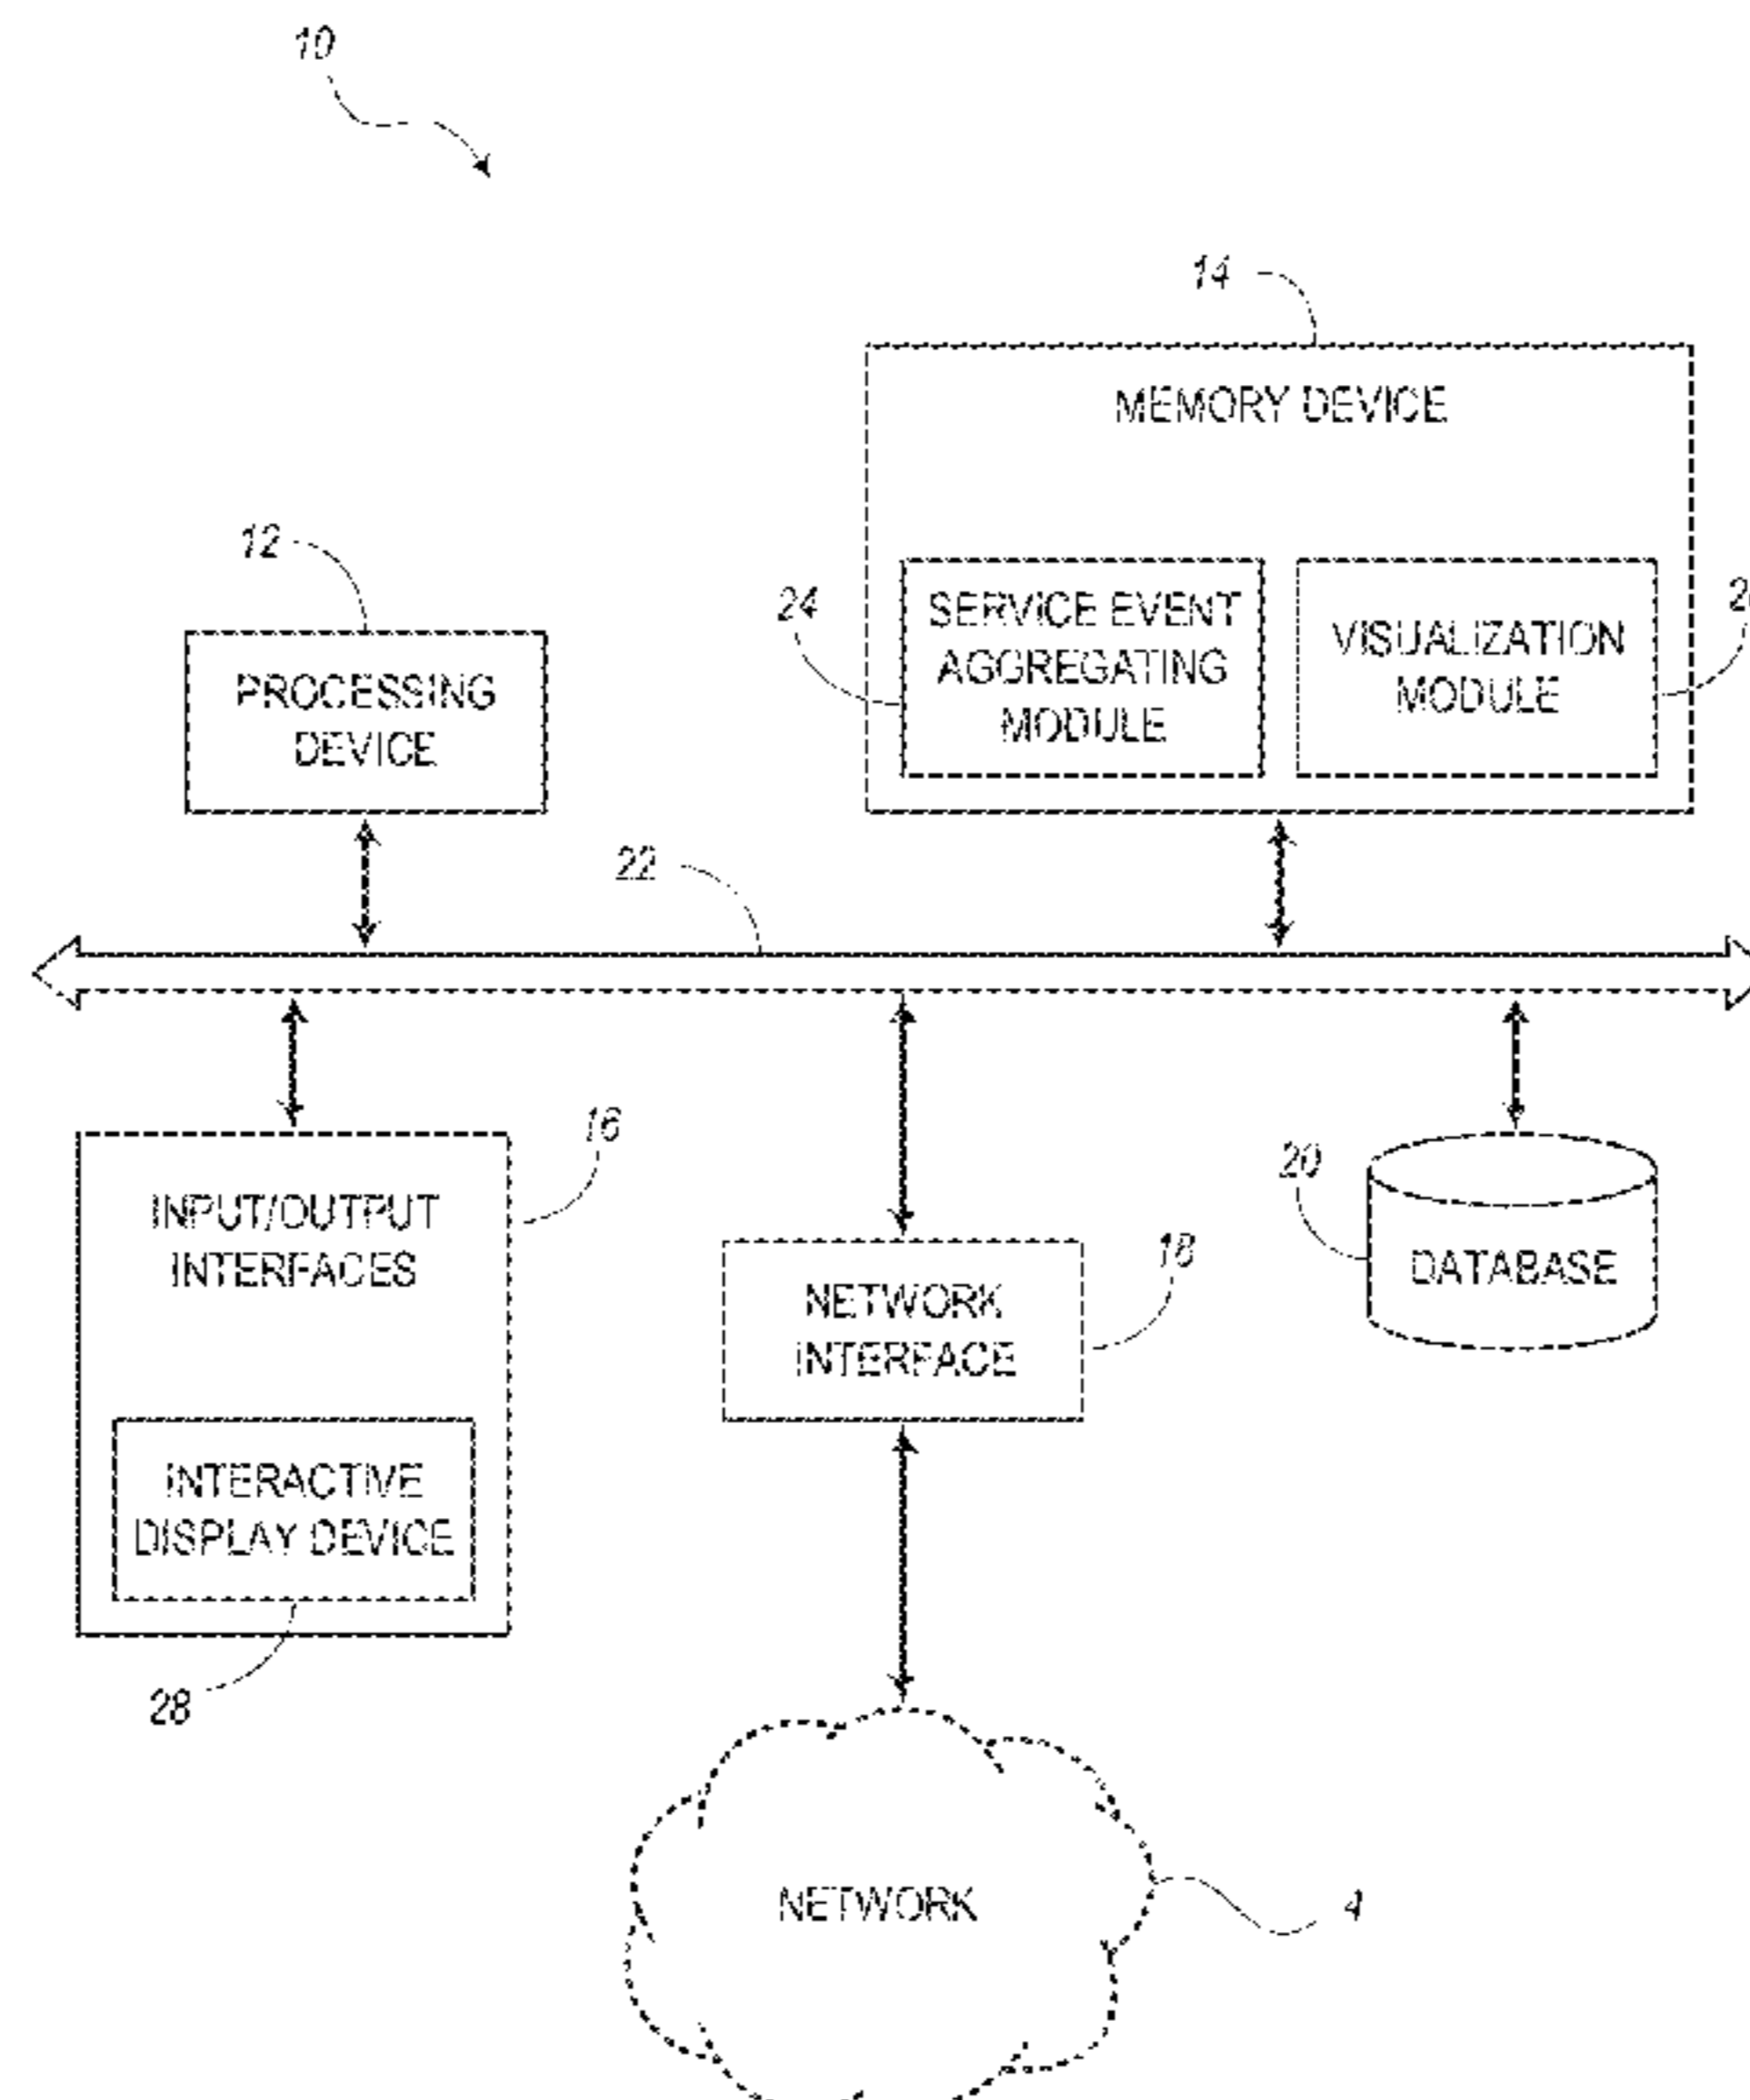 10
14
MEMORY DEVICE
12
24
SERVICE EVENT
AGGREGATING
MODULE
VISUALIZATION
MODULE
PROCESSING
DEVICE
22
16
INPUT/OUTPUT
INTERFACES
20
DATABASE
18
NETWORK
INTERFACE
INTERACTIVE
DISPLAY DEVICE
28
NETWORK
4